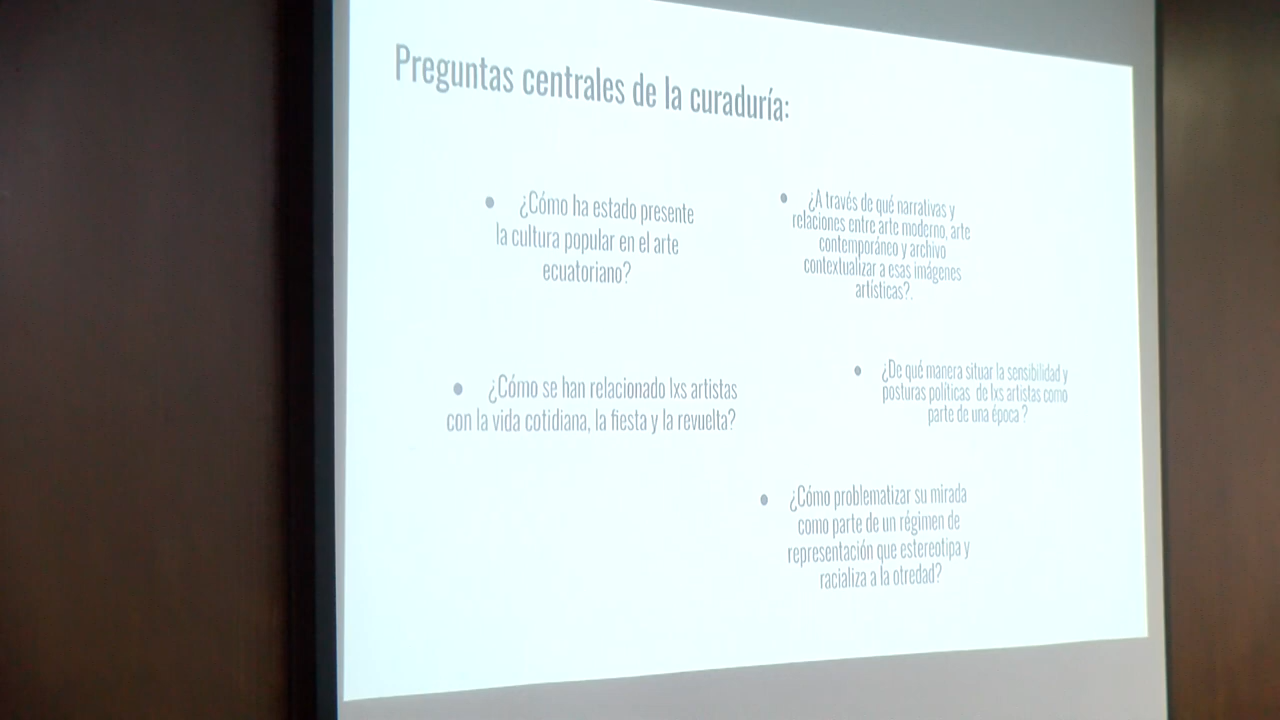 Preguntas centrales de la curaduría:
• ¿Cómo ha estado presente
la cultura popular en el arte
ecuatoriano?
• ¿A través de qué narrativas y
relaciones entre arte moderno, arte
contemporánco y archivo
contextualizar a esas imágenes
artísticas?.
• ¿Cómo se han relacionado lxs artistas
con la vida cotidiana, la fiesta y la revuelta?
• ¿De qué manera situar la sensibilidad y
posturas políticas de lxs artistas como
parte de una época ?
• ¿Cómo problematizar su mirada
como parte de un régimen de
representación que estereotipa y
racializa a la otredad?